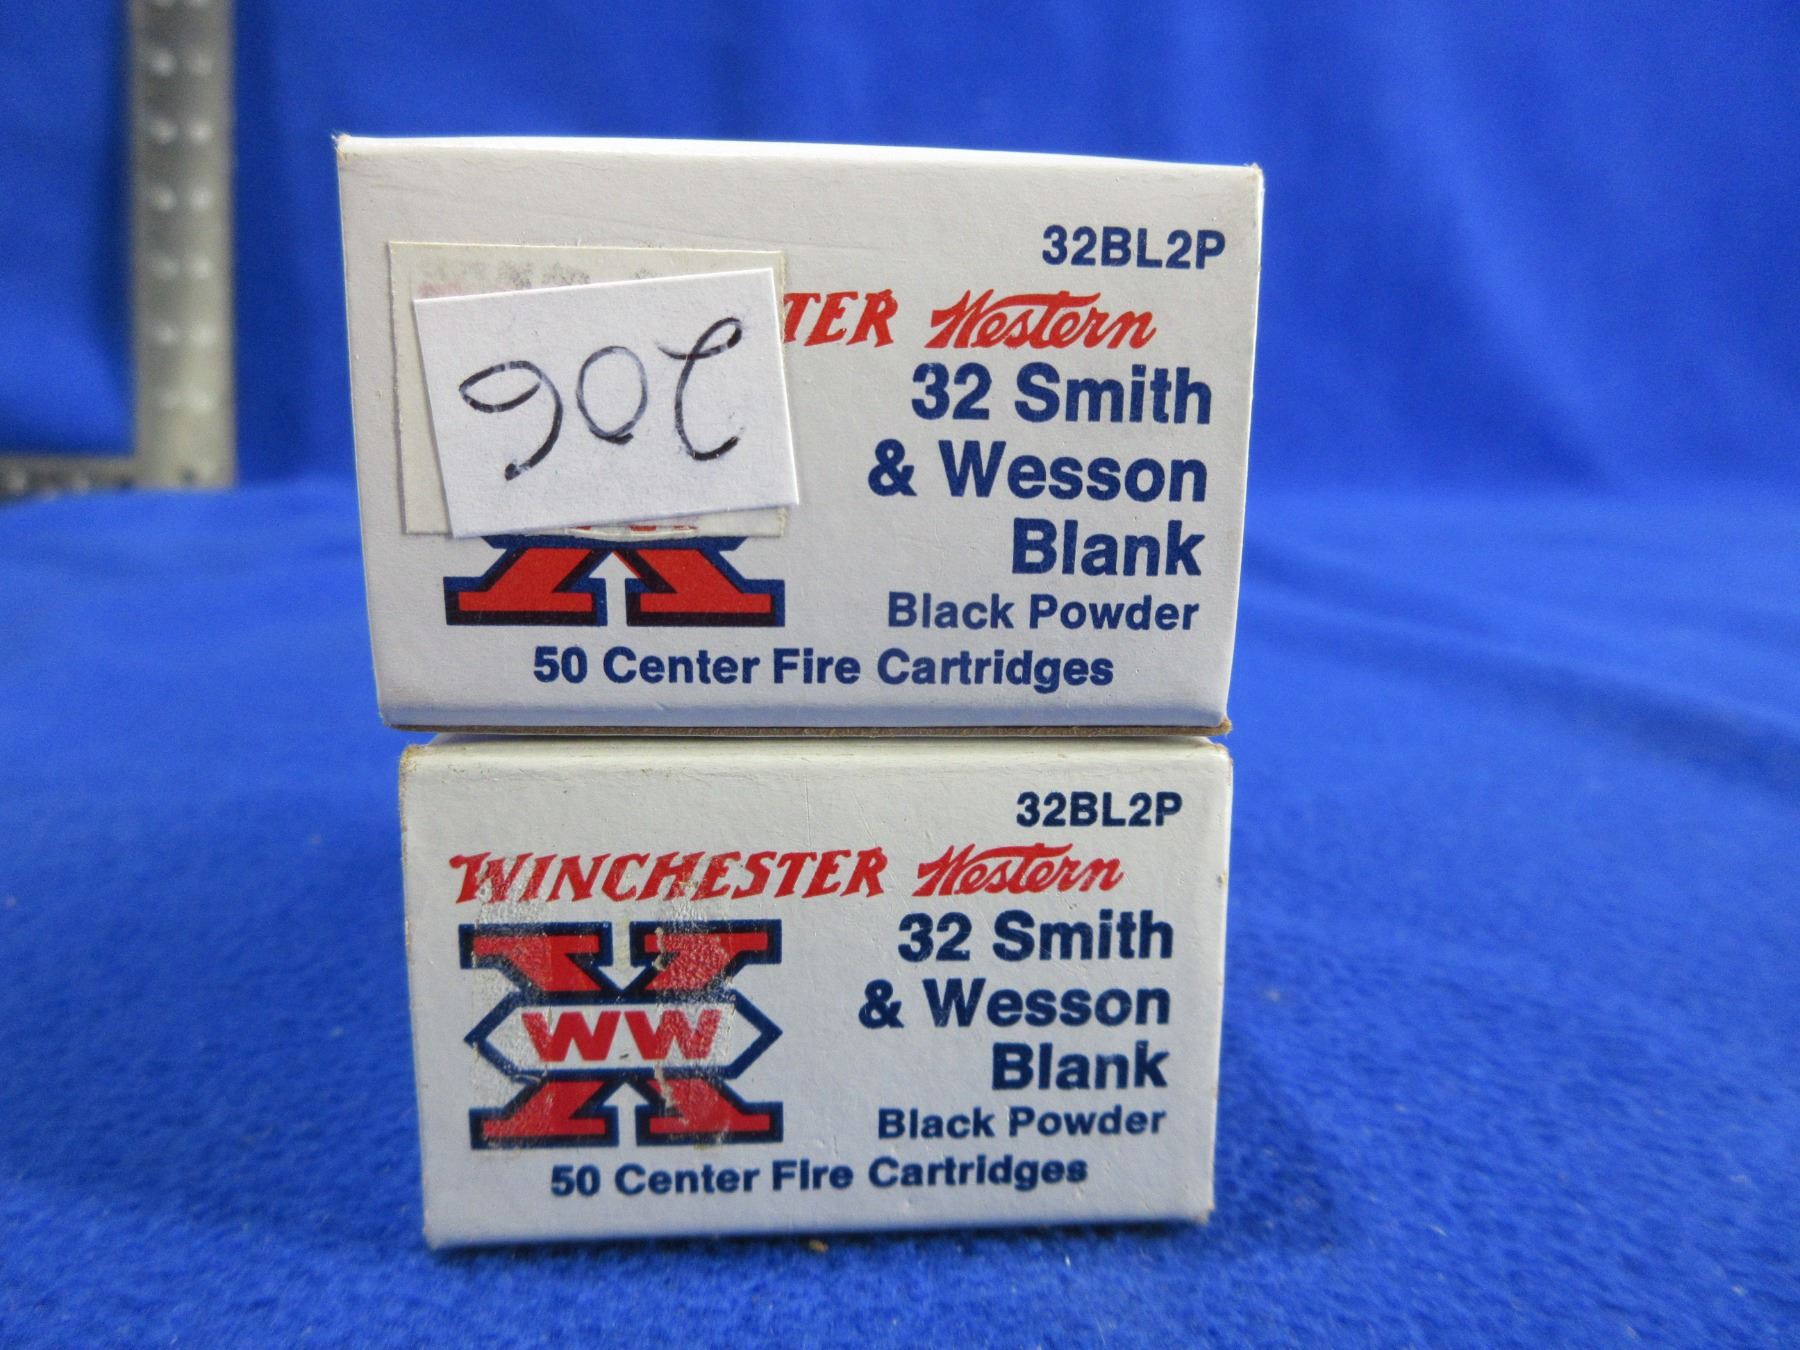 32BL2P
TER Western
206
32 Smith
& Wesson
Blank
Black Powder
50 Center Fire Cartridges
32BL2P
WINCHESTER Western
32 Smith
& Wesson
WW
Blank
Black Powder
50 Center Fire Cartridges